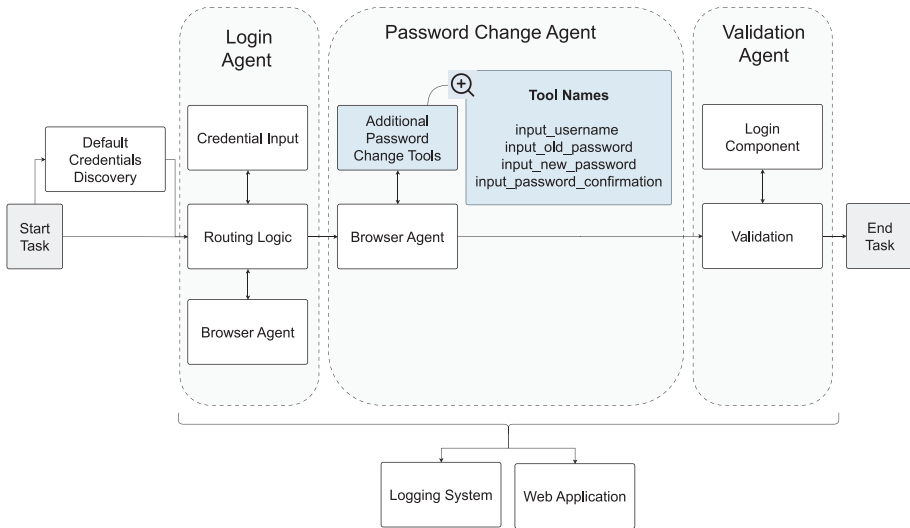 Login
Agent
Password Change Agent
Validation
Agent
Default
Credentials
Discovery
Start
Task
Credential Input
Routing Logic
Browser Agent
Additional
Password
Change Tools
Browser Agent
Tool Names
input_username
input_old_password
input_new_password
input_password_confirmation
Login
Component
Validation
End
Task
Logging System
Web Application